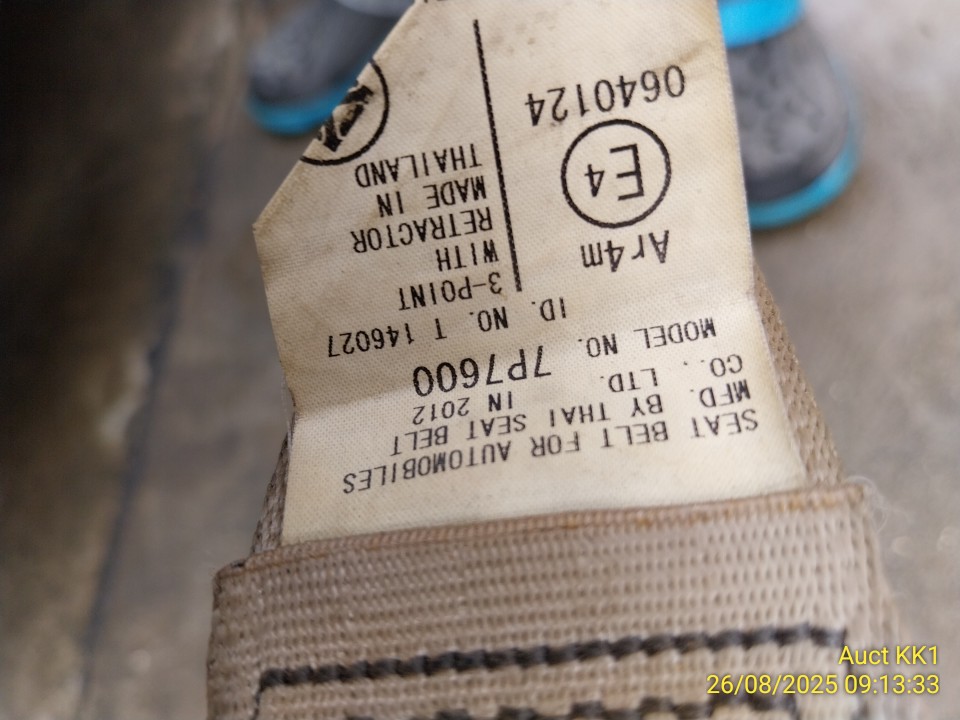 SEAT BELT FOR AUTOMOBILES
MFD. BY THAI SEAT BELT
CO., LTD. IN 2012
MODEL NO. 7P7600
ID. NO. T 146027
Ar4m
E4
0640124
3-POINT
WITH
RETRACTOR
MADE IN
THAILAND
Auct KK1
26/08/2025 09:13:33